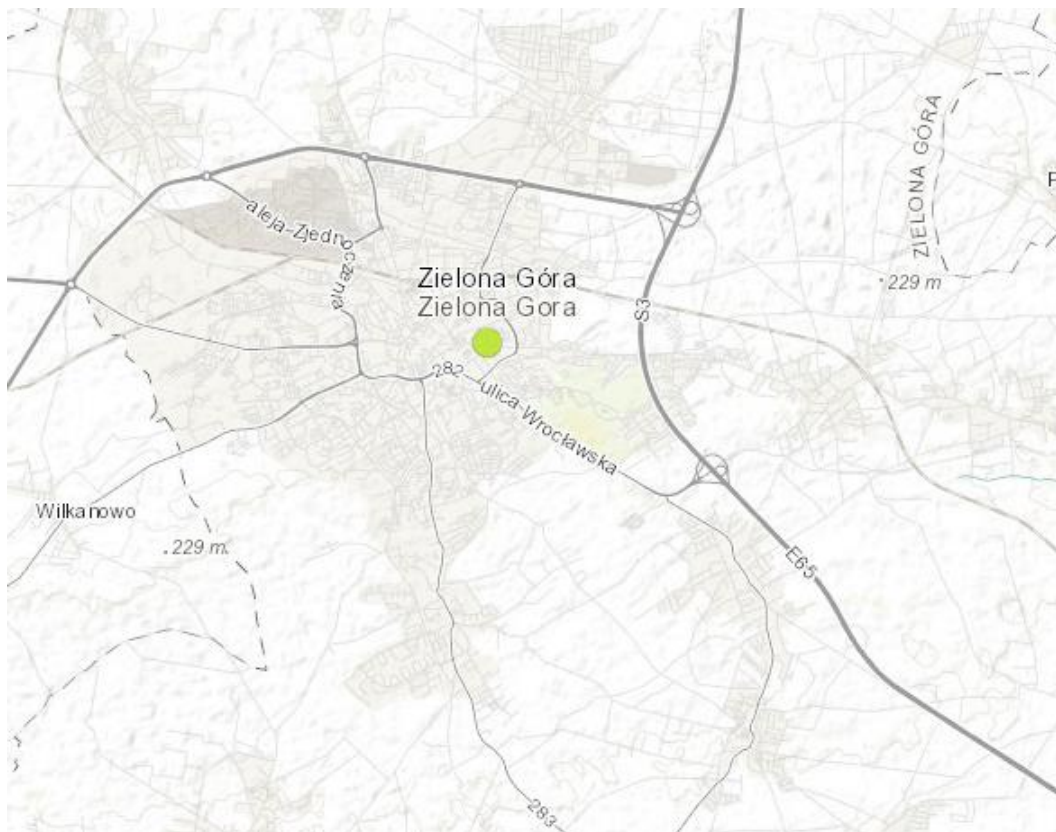 ZIELONA GÓRA
P
aleja-Zjednoczenia
Zielona Góra
Zielona Gora
229 m
S3
282
ulica-Wrocławska
Wilkanowo
229 m
E65
283